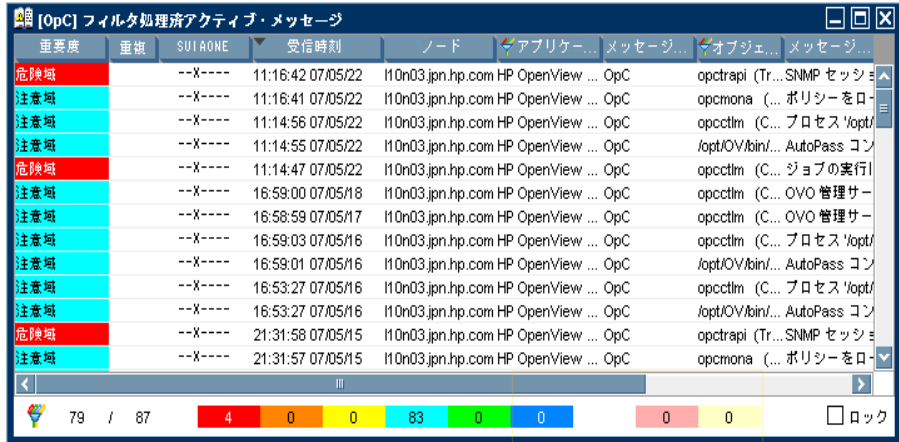 [OpC] フィルタ処理済アクティブ・メッセージ
重要度 重複 SUIAONE 受信時刻 ノード アプリケー... メッセージ... オブジェ... メッセージ...
危険域 --X---- 11:16:42 07/05/22 l10n03.jpn.hp.com HP OpenView ... OpC opctrapi (Tr... SNMP セッショ
注意域 --X---- 11:16:41 07/05/22 l10n03.jpn.hp.com HP OpenView ... OpC opcmona (... ポリシーをロー
注意域 --X---- 11:14:56 07/05/22 l10n03.jpn.hp.com HP OpenView ... OpC opcctlm (C... プロセス '/opt/
注意域 --X---- 11:14:55 07/05/22 l10n03.jpn.hp.com HP OpenView ... OpC /opt/OV/bin/... AutoPass コン
危険域 --X---- 11:14:47 07/05/22 l10n03.jpn.hp.com HP OpenView ... OpC opcctlm (C... ジョブの実行
注意域 --X---- 16:59:00 07/05/18 l10n03.jpn.hp.com HP OpenView ... OpC opcctlm (C... OVO 管理サー
注意域 --X---- 16:58:59 07/05/17 l10n03.jpn.hp.com HP OpenView ... OpC opcctlm (C... OVO 管理サー
注意域 --X---- 16:59:03 07/05/16 l10n03.jpn.hp.com HP OpenView ... OpC opcctlm (C... プロセス '/opt/
注意域 --X---- 16:59:01 07/05/16 l10n03.jpn.hp.com HP OpenView ... OpC /opt/OV/bin/... AutoPass コン
注意域 --X---- 16:53:27 07/05/16 l10n03.jpn.hp.com HP OpenView ... OpC opcctlm (C... プロセス '/opt/
注意域 --X---- 16:53:27 07/05/16 l10n03.jpn.hp.com HP OpenView ... OpC /opt/OV/bin/... AutoPass コン
危険域 --X---- 21:31:58 07/05/15 l10n03.jpn.hp.com HP OpenView ... OpC opctrapi (Tr... SNMP セッショ
注意域 --X---- 21:31:57 07/05/15 l10n03.jpn.hp.com HP OpenView ... OpC opcmona (... ポリシーをロー
79 / 87 4 0 0 83 0 0 0 0 ロック